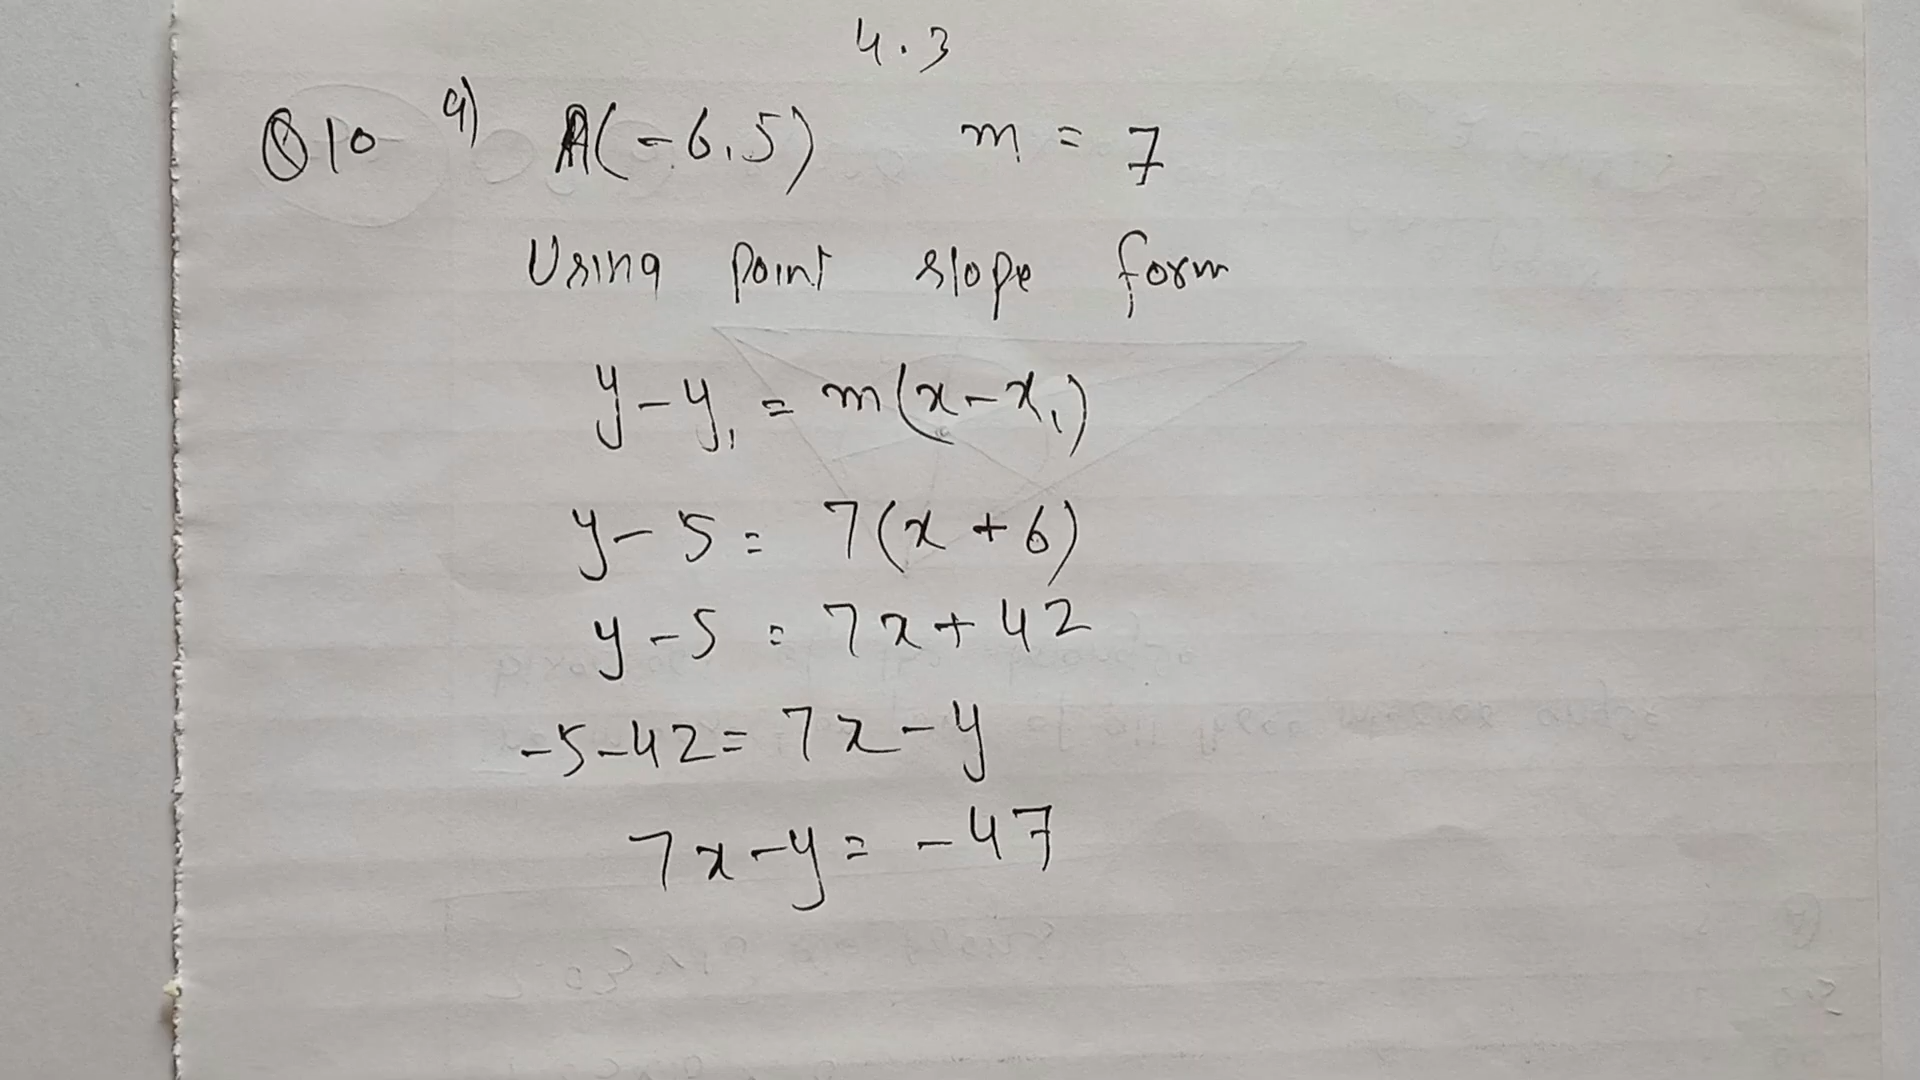 4.3
Q10 a) A(-6,5) m = 7
Using point slope form
y-y₁ = m(x-x₁)
y-5 = 7(x+6)
y-5 = 7x+42
-5-42 = 7x-y
7x-y = -47